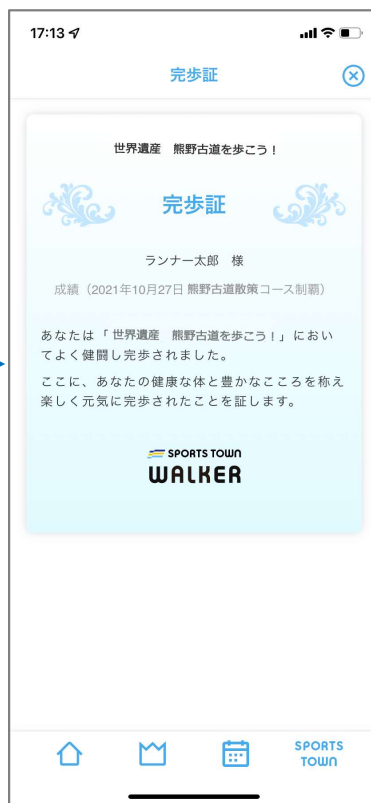 17:13
完歩証
世界遺産　熊野古道を歩こう！
完歩証
ランナー太郎　様
成績（2021年10月27日 熊野古道散策コース制覇）
あなたは「 世界遺産　熊野古道を歩こう！」におい
てよく健闘し完歩されました。
ここに、あなたの健康な体と豊かなこころを称え
楽しく元気に完歩されたことを証します。
SPORTS TOWN
WALKER
SPORTS
TOWN